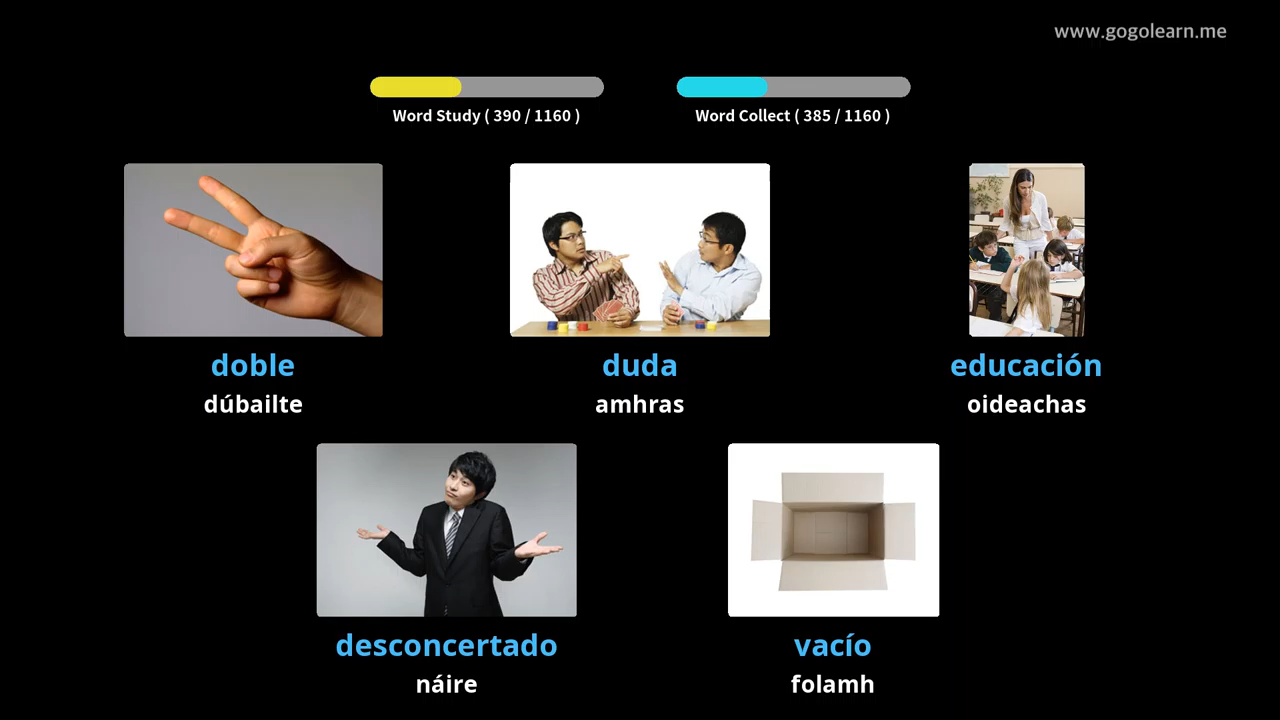 www.gogolearn.me
Word Study ( 390 / 1160 )
Word Collect ( 385 / 1160 )
doble
dúbailte
duda
amhras
educación
oideachas
desconcertado
náire
vacío
folamh